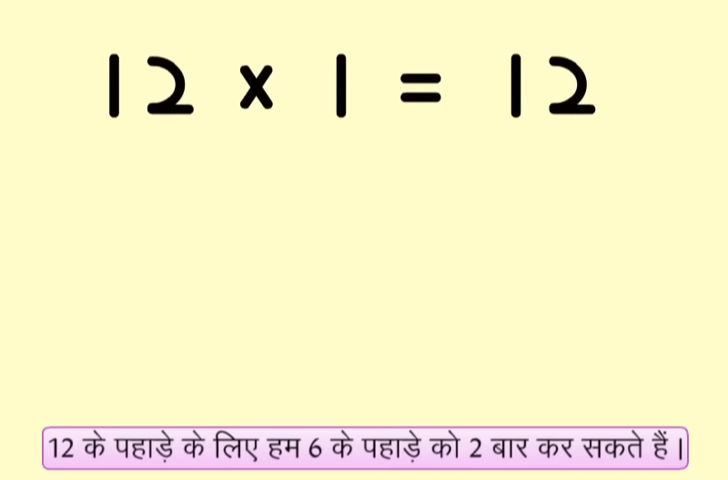 12 x 1 = 12
12 के पहाड़े के लिए हम 6 के पहाड़े को 2 बार कर सकते हैं |